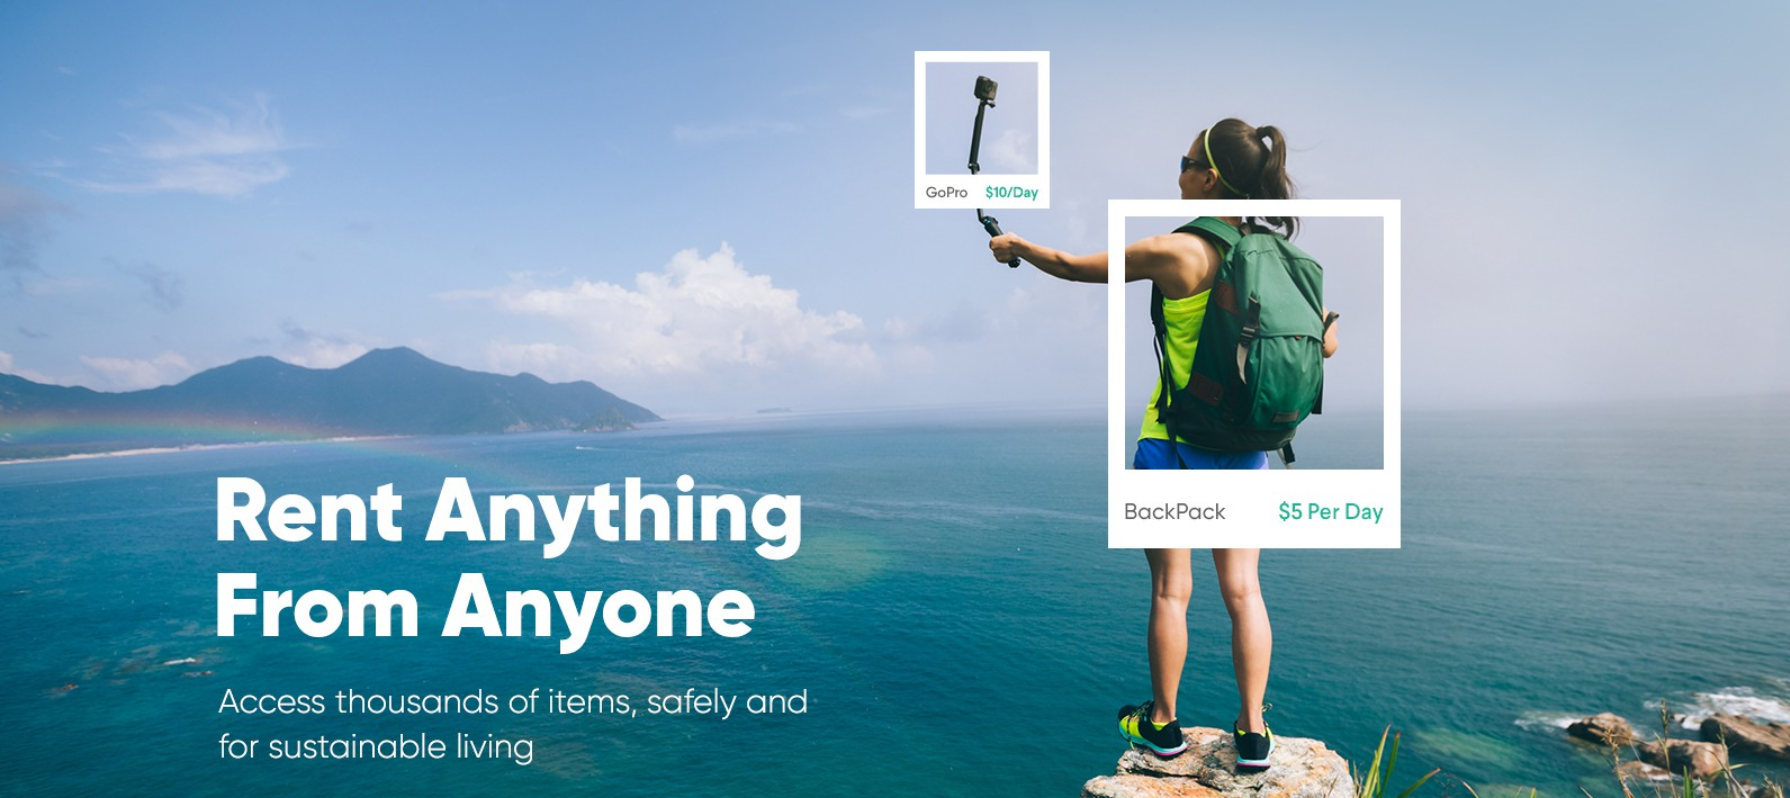 GoPro $10/Day
BackPack $5 Per Day
Rent Anything
From Anyone
Access thousands of items, safely and
for sustainable living